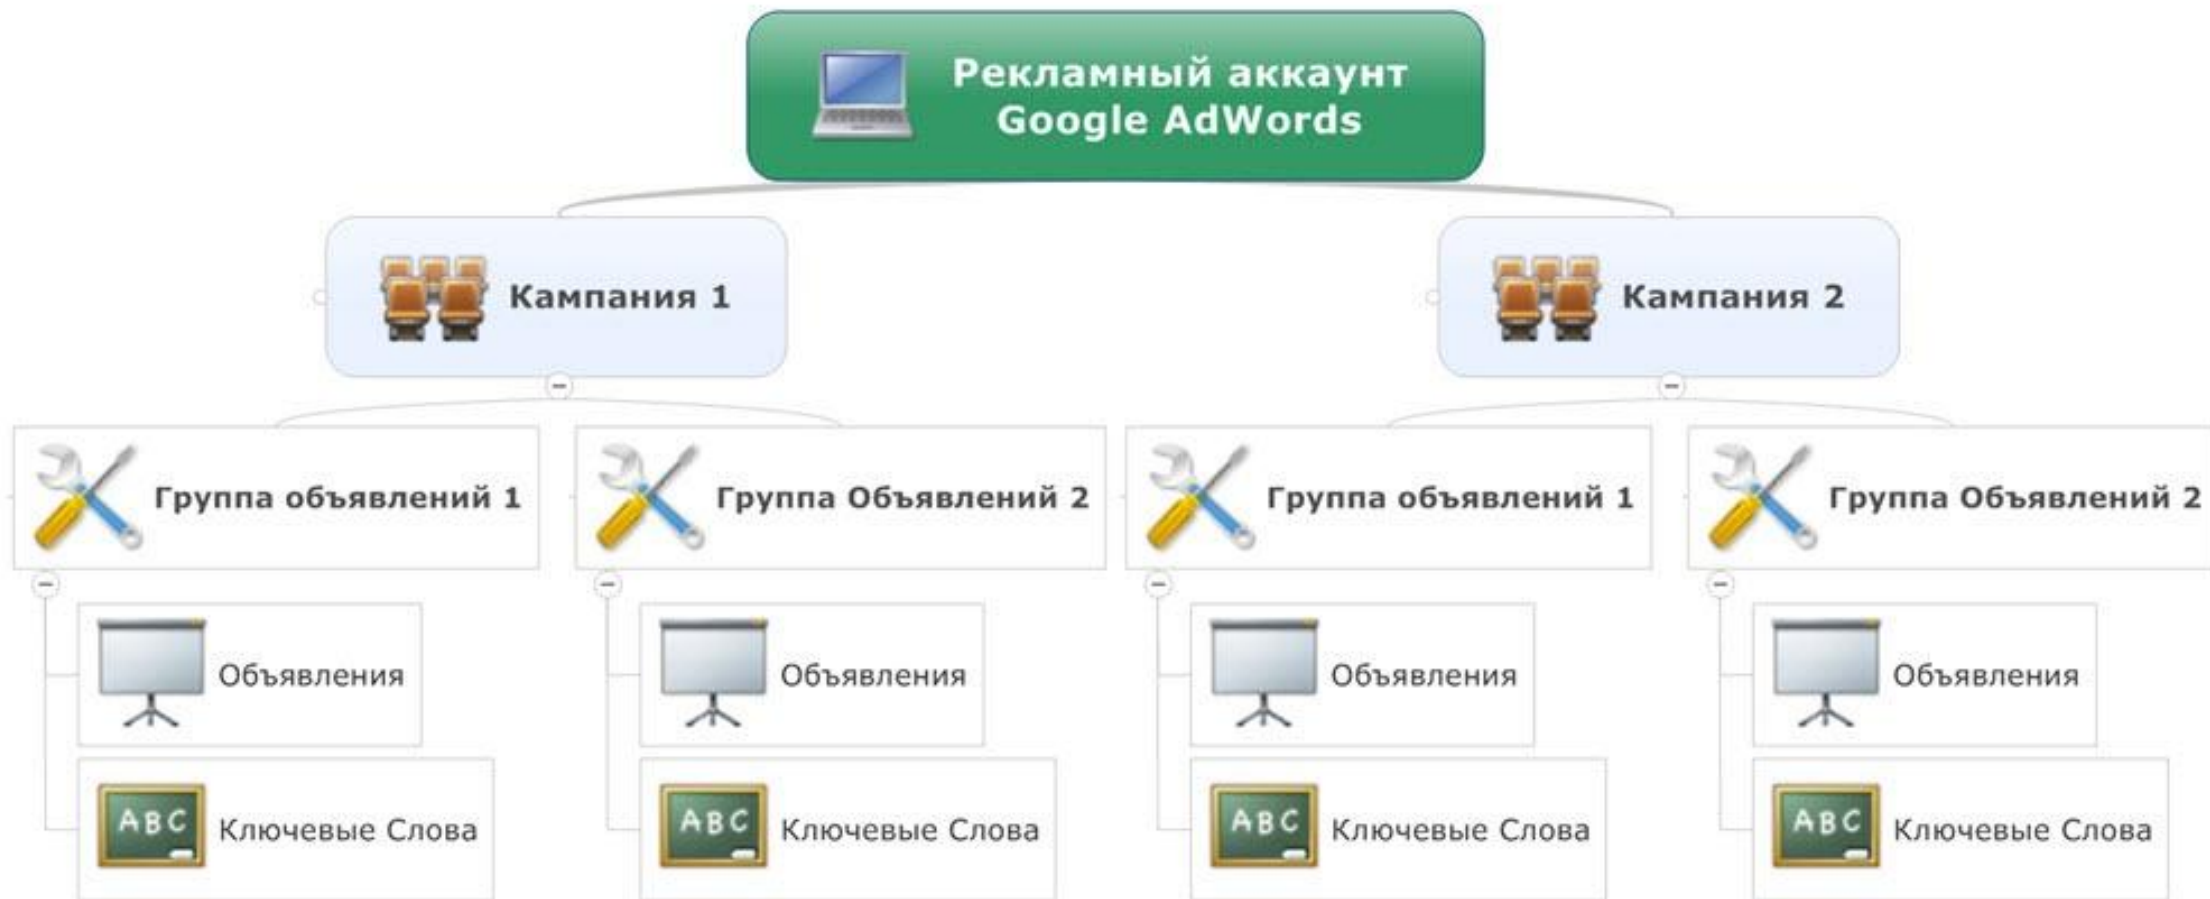 Рекламный аккаунт
Google AdWords
Кампания 1
Кампания 2
Группа объявлений 1
Группа Объявлений 2
Группа объявлений 1
Группа Объявлений 2
Объявления
Объявления
Объявления
Объявления
ABC Ключевые Слова
ABC Ключевые Слова
ABC Ключевые Слова
ABC Ключевые Слова